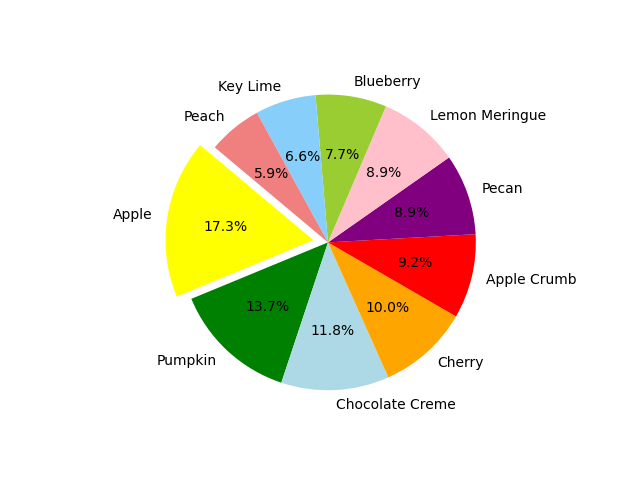 Blueberry
Key Lime
Lemon Meringue
Peach
7.7%
6.6%
5.9%
8.9%
Pecan
Apple
8.9%
17.3%
9.2%
Apple Crumb
13.7%
10.0%
11.8%
Pumpkin
Cherry
Chocolate Creme